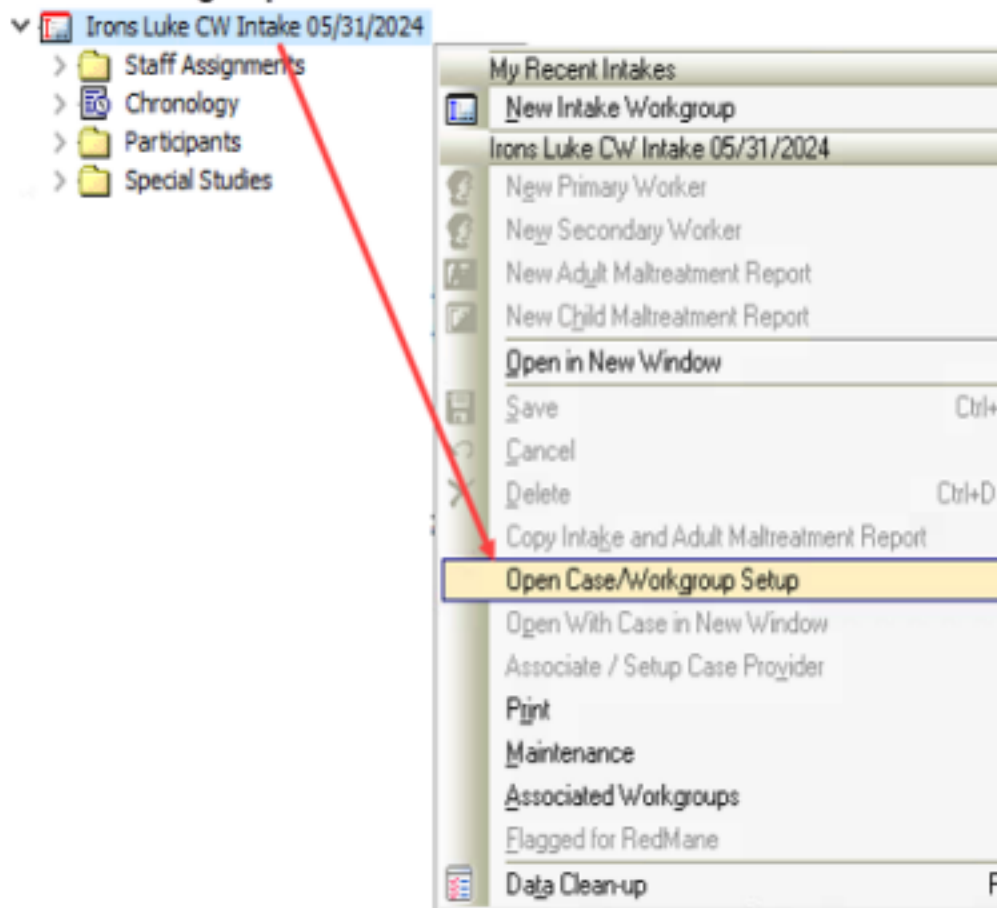 Irons Luke CW Intake 05/31/2024
Staff Assignments
Chronology
Participants
Special Studies
My Recent Intakes
New Intake Workgroup
Irons Luke CW Intake 05/31/2024
New Primary Worker
New Secondary Worker
New Adult Maltreatment Report
New Child Maltreatment Report
Open in New Window
Save Ctrl+
Cancel
Delete Ctrl+D
Copy Intake and Adult Maltreatment Report
Open Case/Workgroup Setup
Open With Case in New Window
Associate / Setup Case Provider
Print
Maintenance
Associated Workgroups
Flagged for RedMane
Data Clean-up F